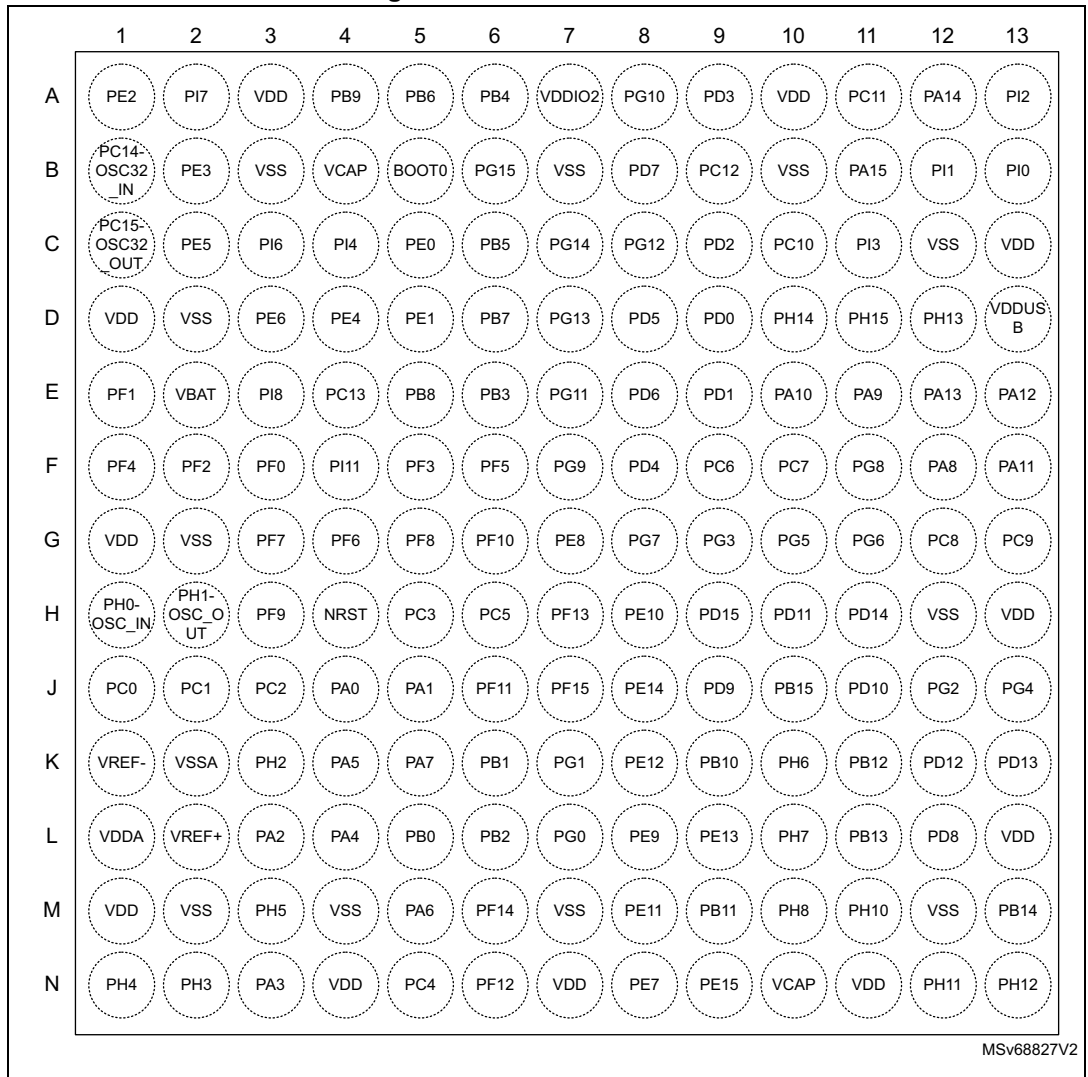 1 2 3 4 5 6 7 8 9 10 11 12 13
A PE2 PI7 VDD PB9 PB6 PB4 VDDIO2 PG10 PD3 VDD PC11 PA14 PI2
B PC14-OSC32_IN PE3 VSS VCAP BOOT0 PG15 VSS PD7 PC12 VSS PA15 PI1 PI0
C PC15-OSC32_OUT PE5 PI6 PI4 PE0 PB5 PG14 PG12 PD2 PC10 PI3 VSS VDD
D VDD VSS PE6 PE4 PE1 PB7 PG13 PD5 PD0 PH14 PH15 PH13 VDDUSB
E PF1 VBAT PI8 PC13 PB8 PB3 PG11 PD6 PD1 PA10 PA9 PA13 PA12
F PF4 PF2 PF0 PI11 PF3 PF5 PG9 PD4 PC6 PC7 PG8 PA8 PA11
G VDD VSS PF7 PF6 PF8 PF10 PE8 PG7 PG3 PG5 PG6 PC8 PC9
H PH0-OSC_IN PH1-OSC_OUT PF9 NRST PC3 PC5 PF13 PE10 PD15 PD11 PD14 VSS VDD
J PC0 PC1 PC2 PA0 PA1 PF11 PF15 PE14 PD9 PB15 PD10 PG2 PG4
K VREF- VSSA PH2 PA5 PA7 PB1 PG1 PE12 PB10 PH6 PB12 PD12 PD13
L VDDA VREF+ PA2 PA4 PB0 PB2 PG0 PE9 PE13 PH7 PB13 PD8 VDD
M VDD VSS PH5 VSS PA6 PF14 VSS PE11 PB11 PH8 PH10 VSS PB14
N PH4 PH3 PA3 VDD PC4 PF12 VDD PE7 PE15 VCAP VDD PH11 PH12
MSv68827V2